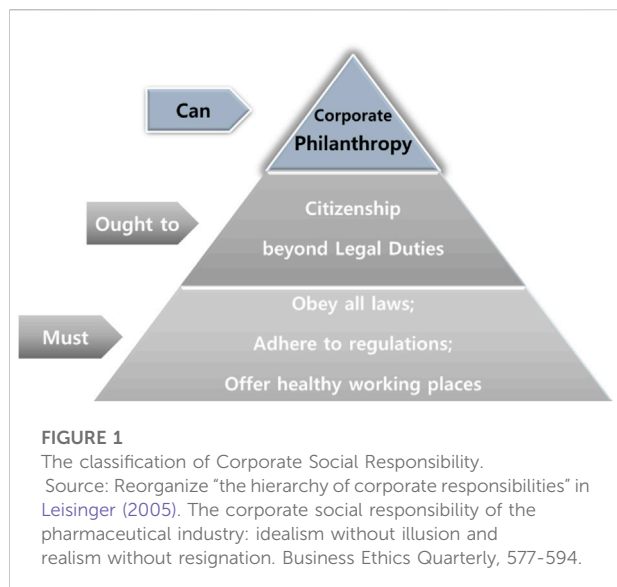 Can
Corporate
Philanthropy
Ought to
Citizenship
beyond Legal Duties
Must
Obey all laws;
Adhere to regulations;
Offer healthy working places
FIGURE 1
The classification of Corporate Social Responsibility.
Source: Reorganize “the hierarchy of corporate responsibilities” in
Leisinger (2005). The corporate social responsibility of the
pharmaceutical industry: idealism without illusion and
realism without resignation. Business Ethics Quarterly, 577-594.